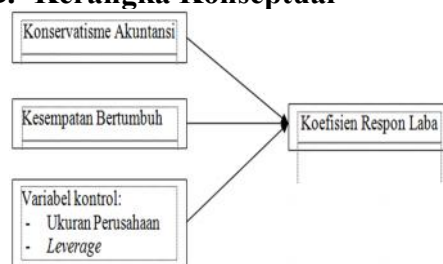 Kerangka Konseptual
Konservatisme Akuntansi
Kesempatan Bertumbuh
Koefisien Respon Laba
Variabel kontrol:
- Ukuran Perusahaan
- Leverage